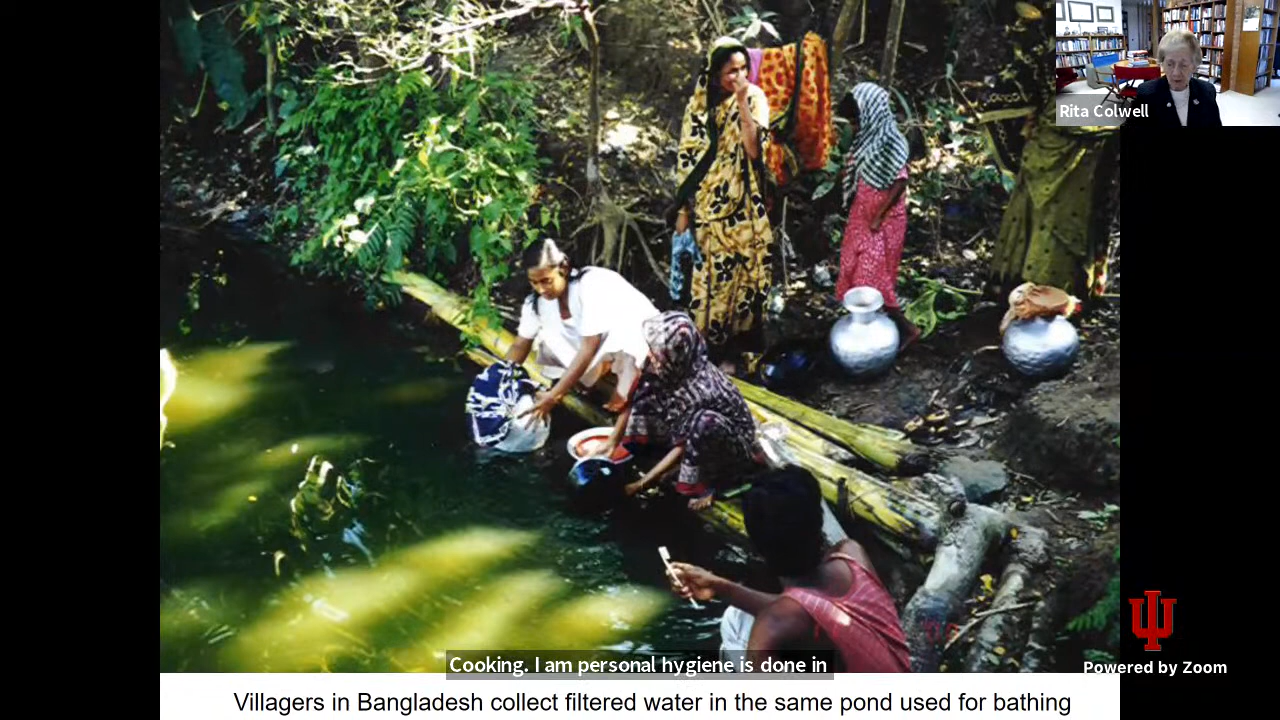 Rita Colwell
Cooking. I am personal hygiene is done in
Powered by Zoom
Villagers in Bangladesh collect filtered water in the same pond used for bathing